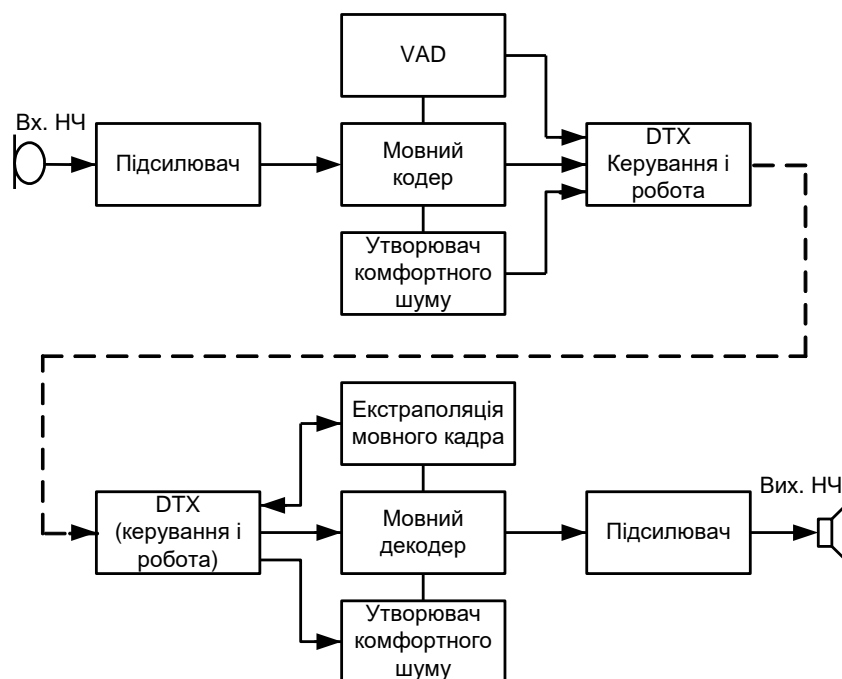 VAD
Вх. НЧ
Підсилювач
Мовний
кодер
DTX
Керування і
робота
Утворювач
комфортного
шуму
Екстраполяція
мовного кадра
DTX
(керування і
робота)
Мовний
декодер
Підсилювач
Вих. НЧ
Утворювач
комфортного
шуму